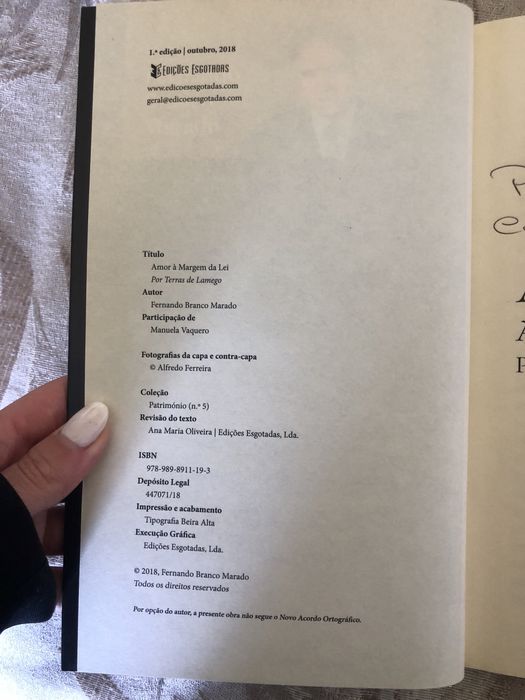 1.ª edição | outubro, 2018
EDIÇÕES ESGOTADAS
www.edicoesesgotadas.com
geral@edicoesesgotadas.com
Título
Amor à Margem da Lei
Por Terras de Lamego
Autor
Fernando Branco Marado
Participação de
Manuela Vaquero
Fotografias da capa e contra-capa
© Alfredo Ferreira
Coleção
Património (n.º 5)
Revisão do texto
Ana Maria Oliveira | Edições Esgotadas, Lda.
ISBN
978-989-8911-19-3
Depósito Legal
447071/18
Impressão e acabamento
Tipografia Beira Alta
Execução Gráfica
Edições Esgotadas, Lda.
© 2018, Fernando Branco Marado
Todos os direitos reservados
Por opção do autor, a presente obra não segue o Novo Acordo Ortográfico.